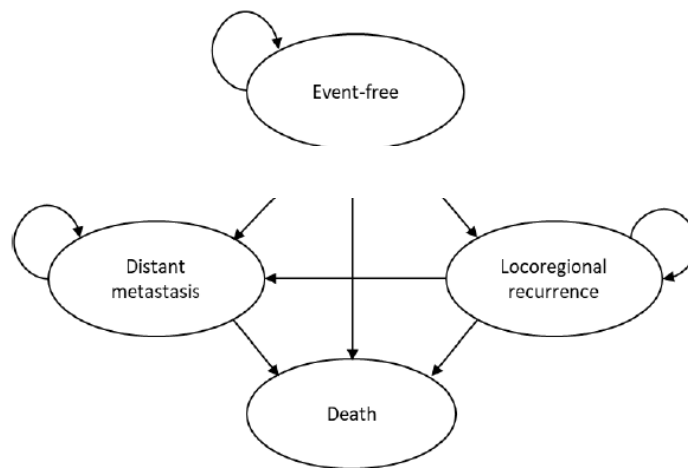 Event-free
Distant
metastasis
Locoregional
recurrence
Death